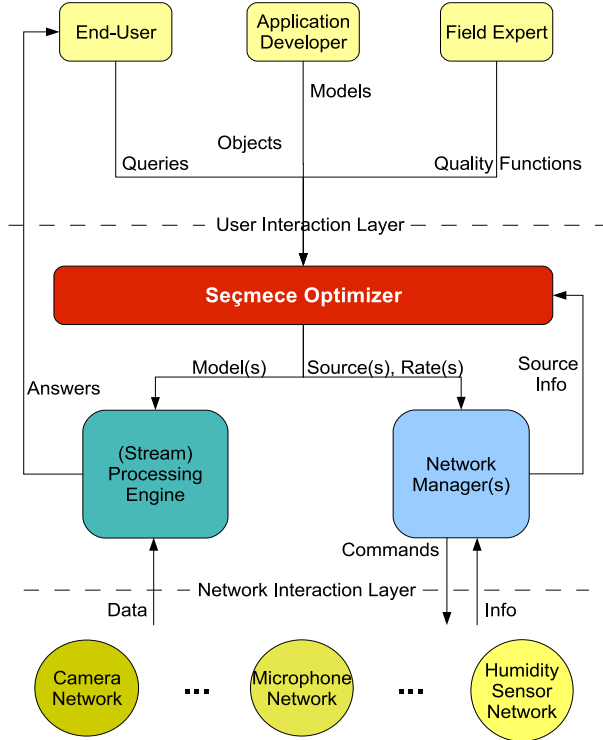 End-User
Application
Developer
Field Expert
Models
Objects
Queries
Quality Functions
User Interaction Layer
Seçmece Optimizer
Model(s)
Source(s), Rate(s)
Source
Info
Answers
(Stream)
Processing
Engine
Network
Manager(s)
Commands
Network Interaction Layer
Data
Info
Camera
Network
...
Microphone
Network
...
Humidity
Sensor
Network